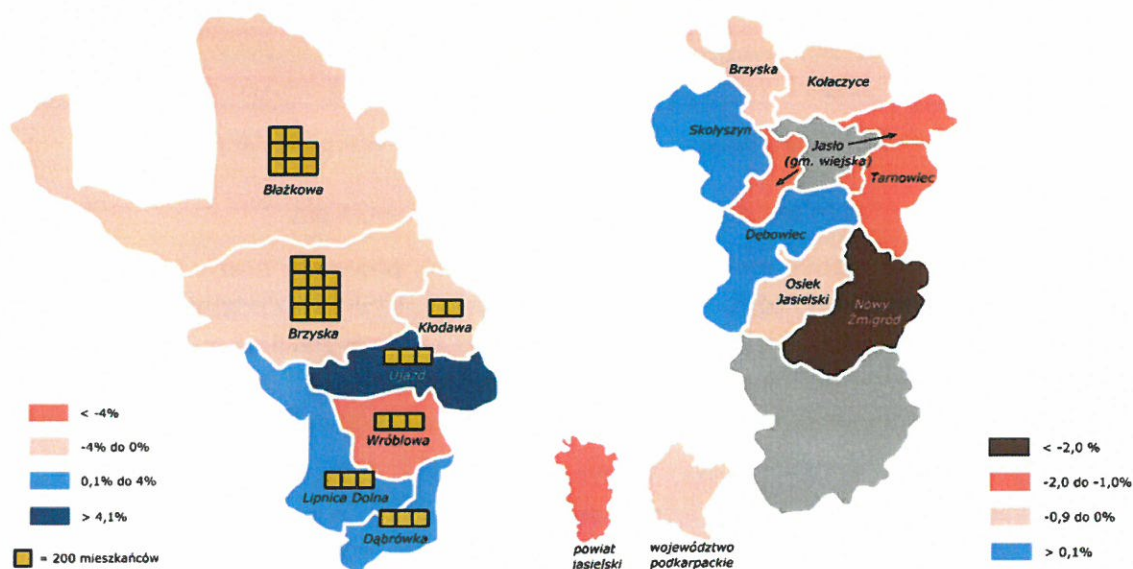 Błażkowa
Brzyska
Kłodawa
Ujazd
Wróblowa
Lipnica Dolna
Dąbrówka
< -4%
-4% do 0%
0,1% do 4%
> 4,1%
= 200 mieszkańców
Brzyska
Kołaczyce
Skołyszyn
Jasło
(gm. wiejska)
Tarnowiec
Dębowiec
Osiek
Jasielski
Nowy
Żmigród
powiat
jasielski
województwo
podkarpackie
< -2,0 %
-2,0 do -1,0%
-0,9 do 0%
> 0,1%